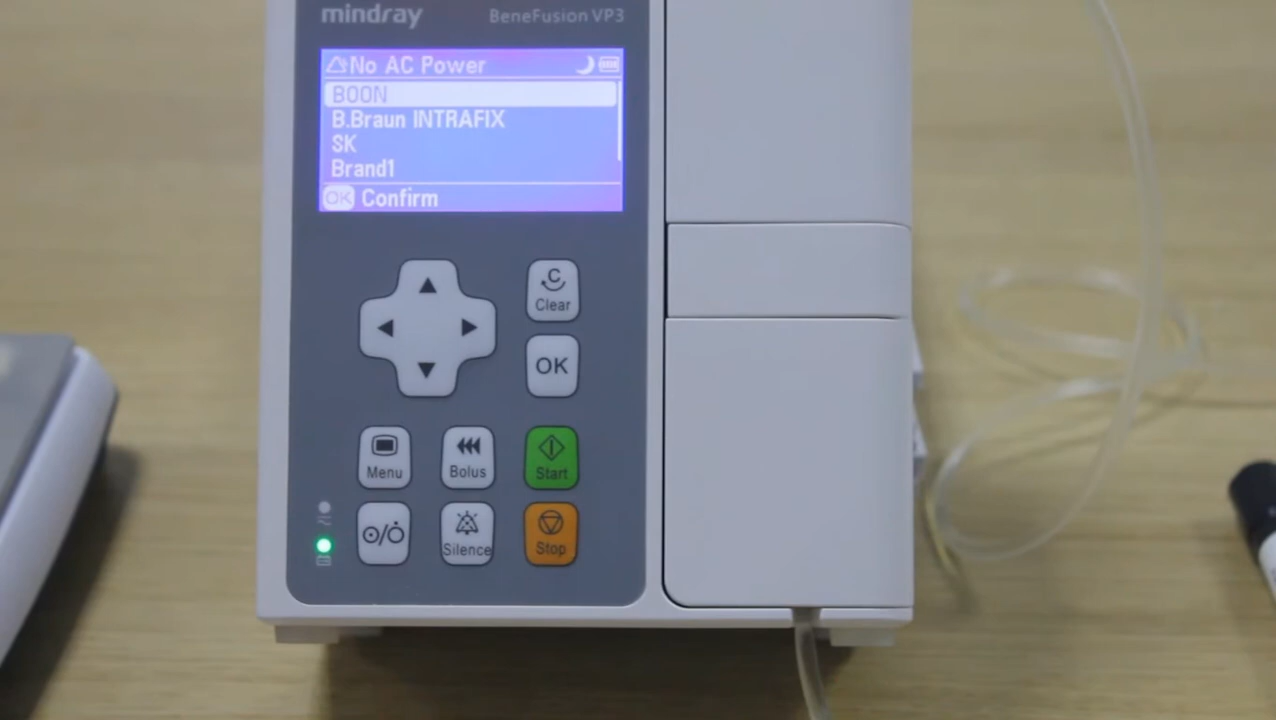 mindray BeneFusion VP3
No AC Power
BOON
B.Braun INTRAFIX
SK
Brand1
OK Confirm
C
Clear
OK
Menu
Bolus
Start
Silence
Stop